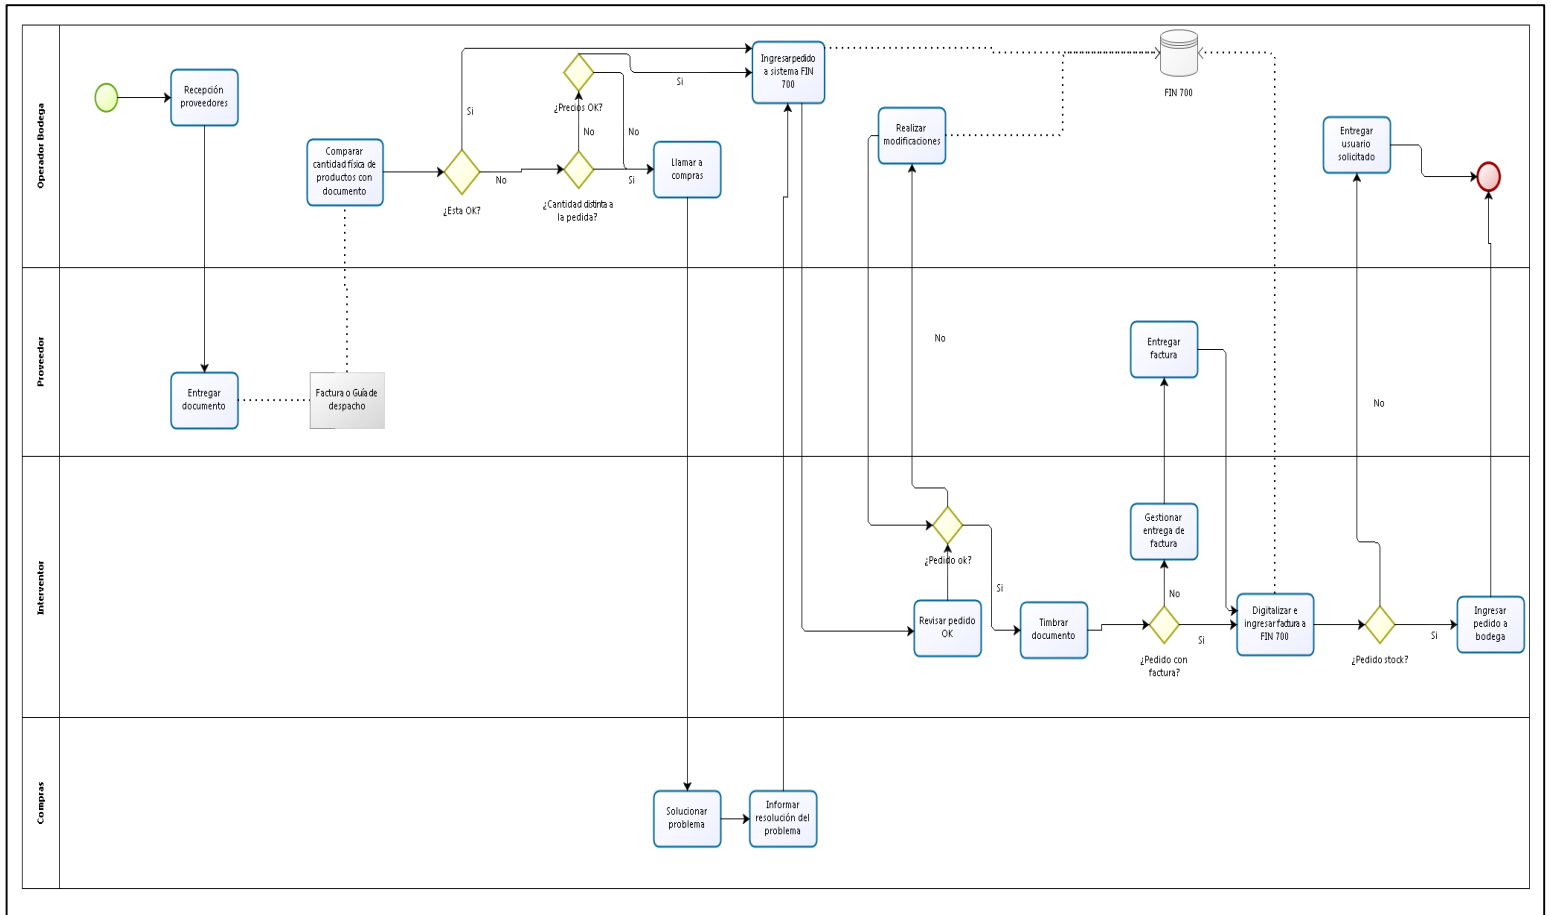 Operador Bodega
Recepción
proveedores
Comparar
cantidad física de
productos con
documento
¿Esta OK?
Si
No
¿Precios OK?
No
No
Si
Si
¿Cantidad distinta a
la pedida?
Llamar a
compras
Ingresar pedido
a sistema FIN
700
Realizar
modificaciones
FIN 700
Entregar
usuario
solicitado
Proveedor
Entregar
documento
Factura o Guía de
despacho
No
Entregar
factura
No
Interventor
¿Pedido ok?
Si
Revisar pedido
OK
Timbrar
documento
Gestionar
entrega de
factura
No
Si
¿Pedido con
factura?
Digitalizar e
ingresar factura a
FIN 700
¿Pedido stock?
Si
Ingresar
pedido a
bodega
Compras
Solucionar
problema
Informar
resolución del
problema